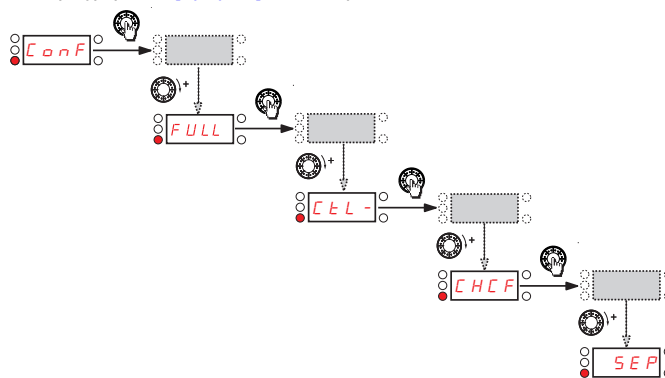 ConF
+
FULL
+
CtL-
+
CHCF
+
SEP